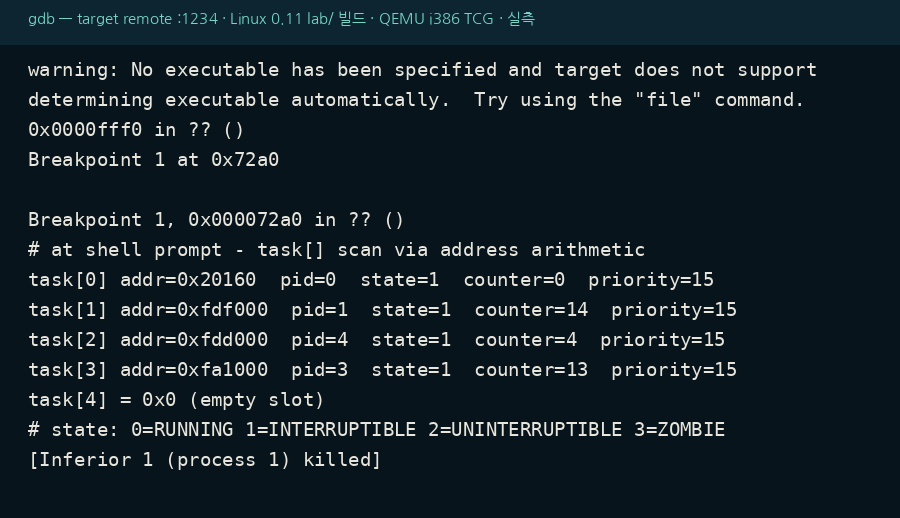 gdb — target remote :1234 · Linux 0.11 lab/ 빌드 · QEMU i386 TCG · 실측
warning: No executable has been specified and target does not support
determining executable automatically.  Try using the "file" command.
0x0000fff0 in ?? ()
Breakpoint 1 at 0x72a0
Breakpoint 1, 0x000072a0 in ?? ()
# at shell prompt - task[] scan via address arithmetic
task[0] addr=0x20160  pid=0  state=1  counter=0  priority=15
task[1] addr=0xfdf000  pid=1  state=1  counter=14  priority=15
task[2] addr=0xfdd000  pid=4  state=1  counter=4  priority=15
task[3] addr=0xfa1000  pid=3  state=1  counter=13  priority=15
task[4] = 0x0 (empty slot)
# state: 0=RUNNING 1=INTERRUPTIBLE 2=UNINTERRUPTIBLE 3=ZOMBIE
[Inferior 1 (process 1) killed]